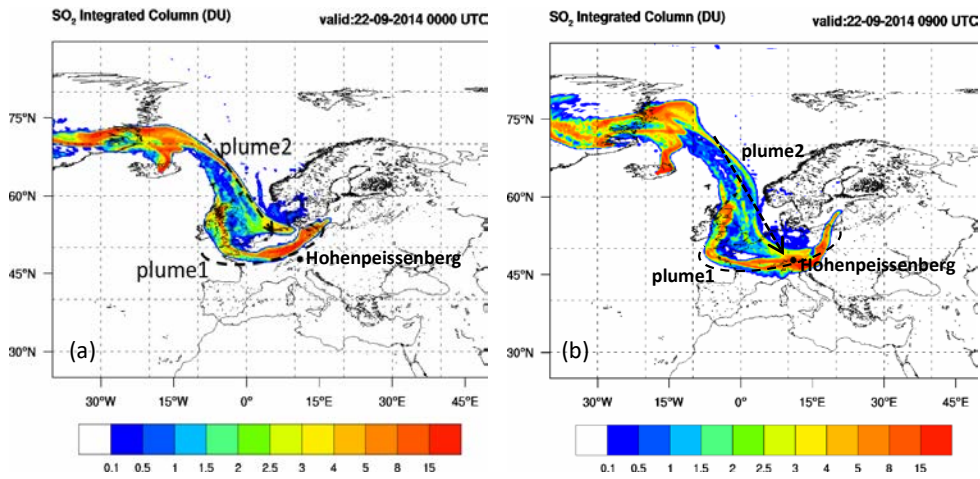 SO2 Integrated Column (DU) valid:22-09-2014 0000 UTC
75°N
60°N
45°N
30°N
plume2
plume1
Hohenpeissenberg
(a)
30°W 15°W 0° 15°E 30°E 45°E
0.1 0.5 1 1.5 2 2.5 3 4 5 8 15
SO2 Integrated Column (DU) valid:22-09-2014 0900 UTC
75°N
60°N
45°N
30°N
plume2
plume1
Hohenpeissenberg
(b)
30°W 15°W 0° 15°E 30°E 45°E
0.1 0.5 1 1.5 2 2.5 3 4 5 8 15